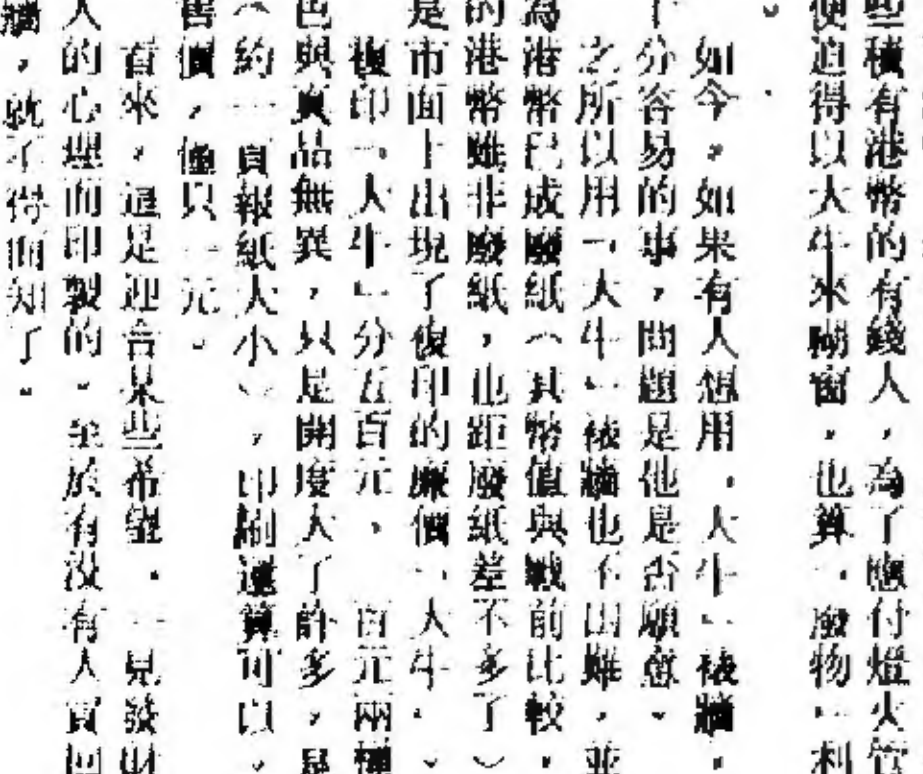 些積有港幣的有錢人，為了應付燈火管
便迫得以大牛來糊窗，也算「廢物」利
。
如今，如果有人想用「大牛」裱牆，
十分容易的事，問題是他是否願意。
之所以用「大牛」裱牆也不困難，並
為港幣已成廢紙（其幣值與戰前比較，
的港幣雖非廢紙，也距廢紙差不多了）
是市面上出現了復印的廉價「大牛」。
復印「大牛」分五百元、一百元兩種
色與真品無異，只是開度大了許多，是
（約一頁報紙大小），印刷還算可以。
售價，僅只一元。
看來，這是迎合某些希望「一見發財
人的心理而印製的。至於有沒有人買回
牆，就不得而知了。